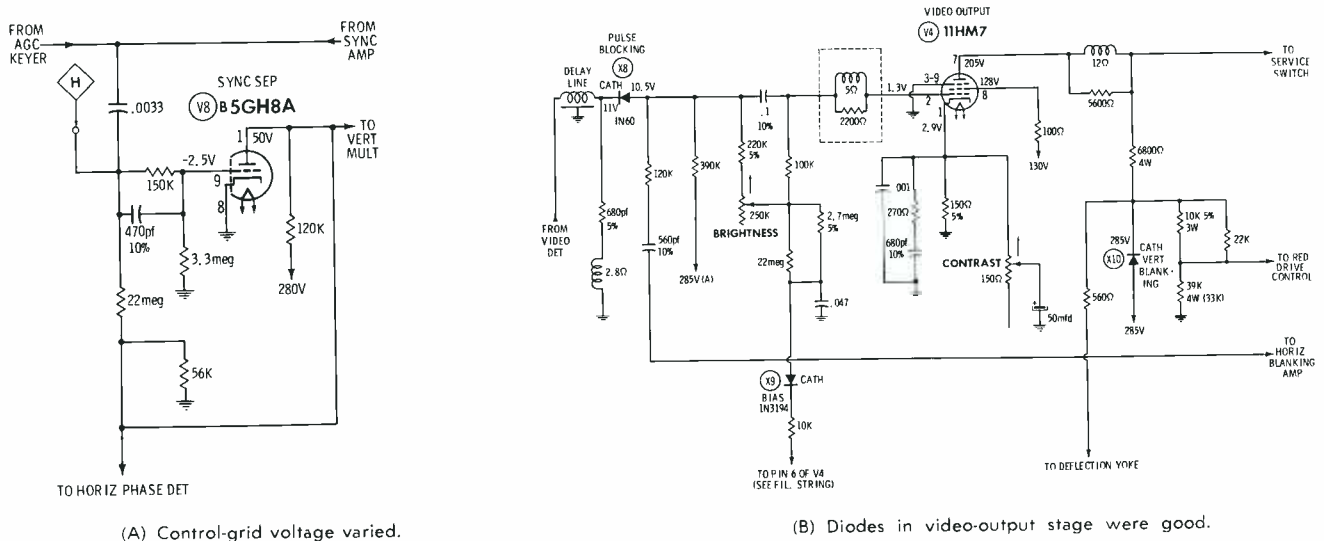 FROM
AGC
KEYER
FROM
SYNC
AMP
H
SYNC SEP
V8 B 5GH8A
.0033
1
50V
TO
VERT
MULT
-2.5V
9
150K
8
470pf
10%
3.3meg
120K
280V
22meg
56K
TO HORIZ PHASE DET
(A) Control-grid voltage varied.
VIDEO OUTPUT
V4 11HM7
PULSE
BLOCKING
X8
DELAY
LINE
CATH
10.5V
11V
IN60
.1
10%
5Ω
2200Ω
1.3V
7
205V
3-9
128V
2
8
1
2.9V
12Ω
5600Ω
TO
SERVICE
SWITCH
100Ω
130V
6800Ω
4W
220K
5%
120K
390K
100K
FROM
VIDEO
DET
680pf
5%
2.8Ω
560pf
10%
285V(A)
250K
BRIGHTNESS
2.7meg
5%
22meg
.047
.001
270Ω
680pf
10%
150Ω
5%
CONTRAST
150Ω
50mfd
560Ω
285V
CATH
X10
VERT
BLANK-
ING
285V
10K 5%
3W
22K
TO RED
DRIVE
CONTROL
39K
4W (33K)
TO
HORIZ
BLANKING
AMP
X9
CATH
BIAS
1N3194
10K
TO PIN 6 OF V4
(SEE FIL. STRING)
TO DEFLECTION YOKE
(B) Diodes in video-output stage were good.